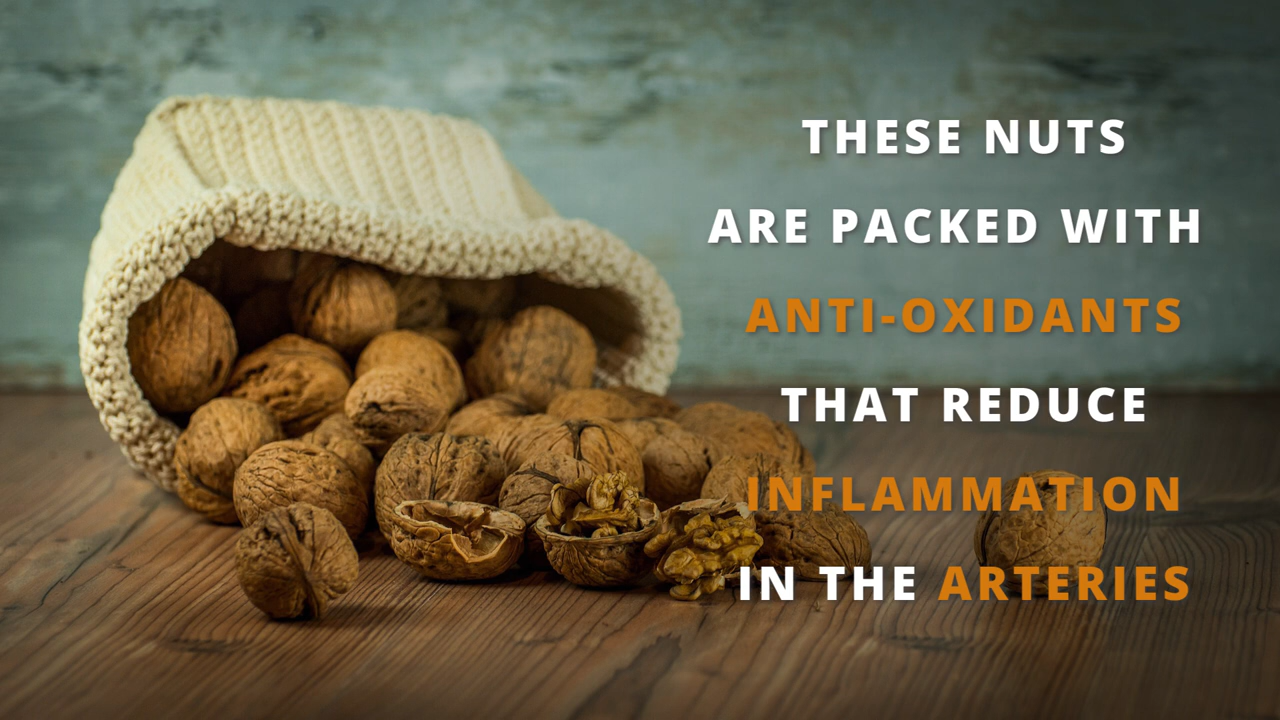 THESE NUTS
ARE PACKED WITH
ANTI-OXIDANTS
THAT REDUCE
INFLAMMATION
IN THE ARTERIES